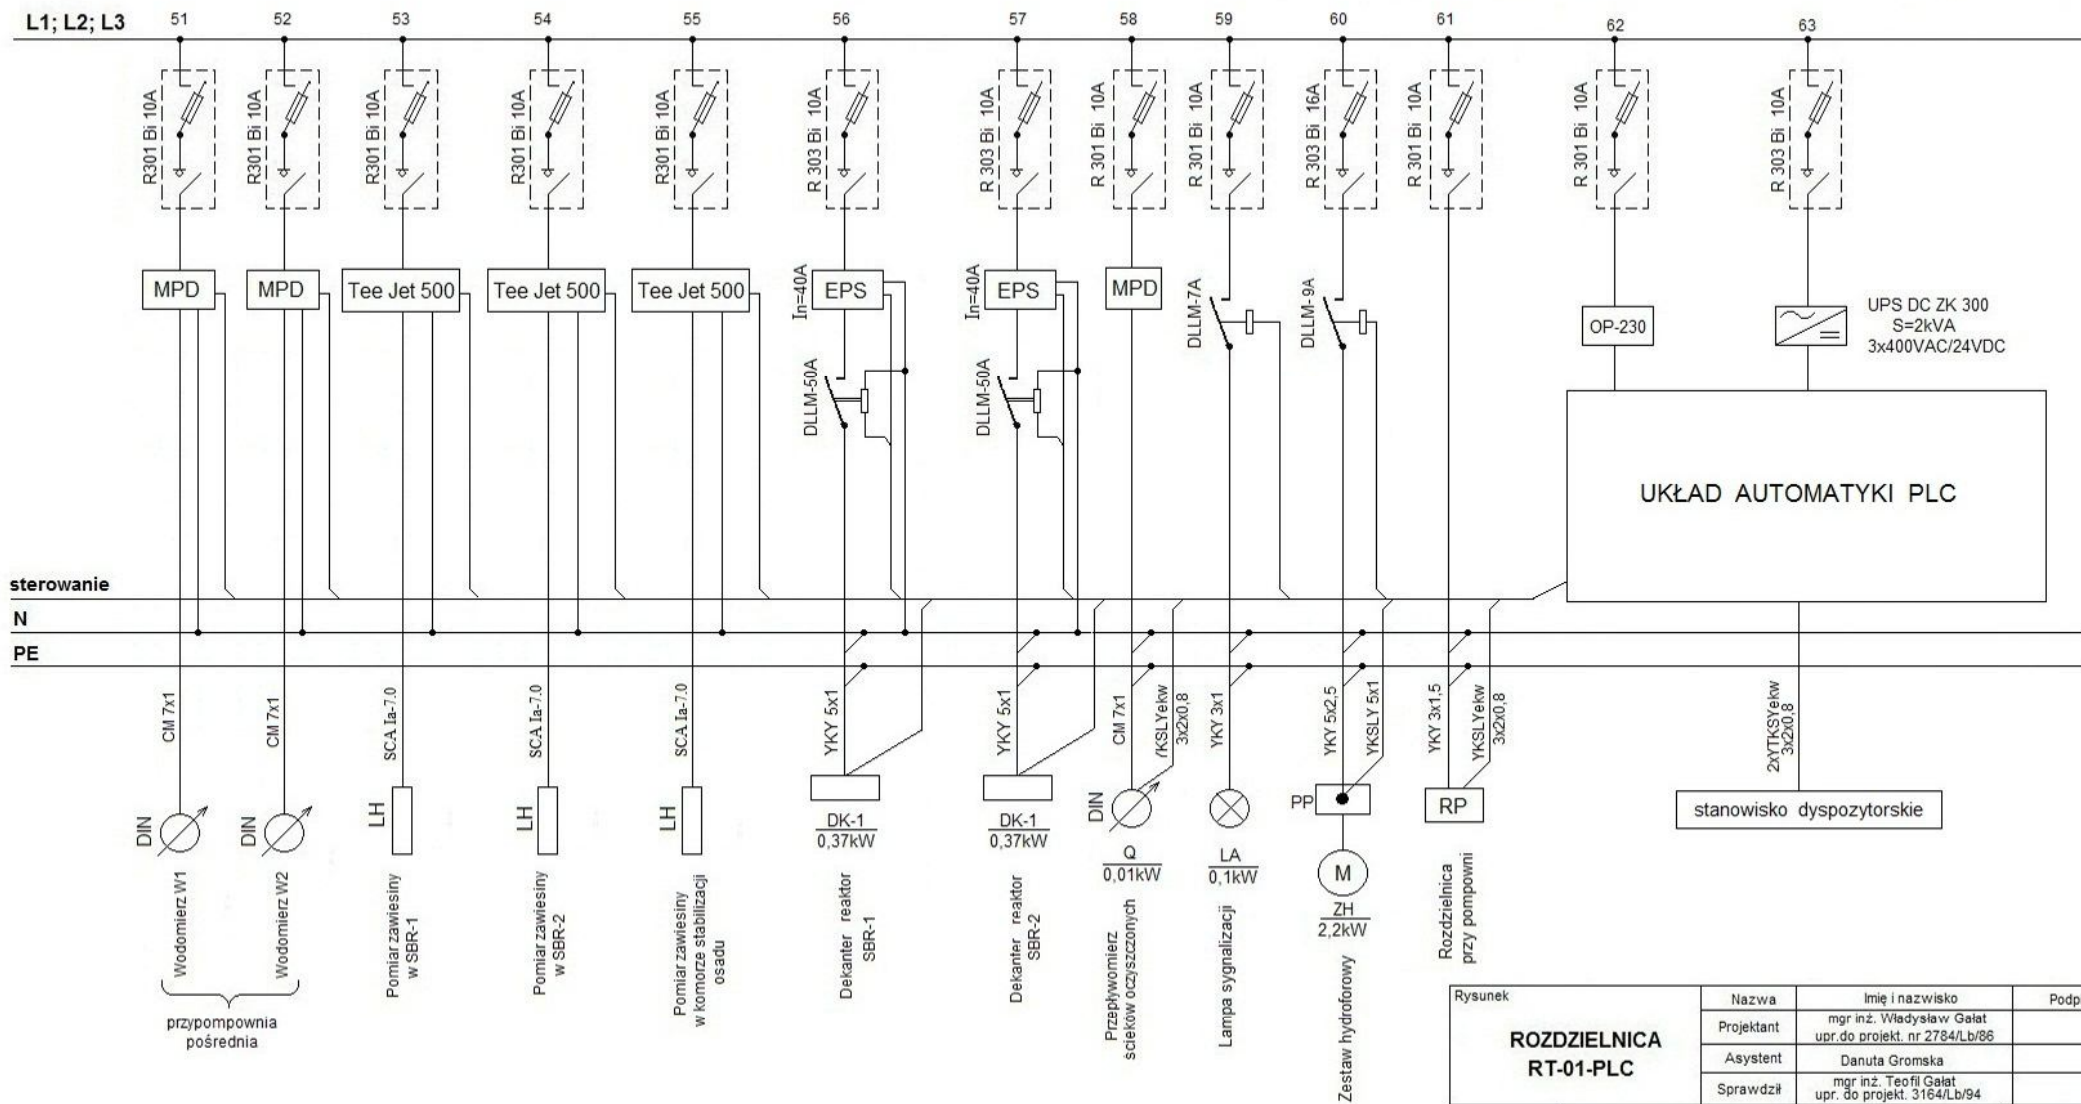 L1; L2; L3
51
52
53
54
55
56
57
58
59
60
61
62
63
R301 Bi 10A
R301 Bi 10A
R301 Bi 10A
R301 Bi 10A
R301 Bi 10A
R 303 Bi 10A
R 303 Bi 10A
R 301 Bi 10A
R 301 Bi 10A
R 303 Bi 16A
R 301 Bi 10A
R 301 Bi 10A
R 303 Bi 10A
MPD
MPD
Tee Jet 500
Tee Jet 500
Tee Jet 500
In=40A
EPS
In=40A
EPS
MPD
DLLM-7A
DLLM-9A
OP-230
UPS DC ZK 300
S=2kVA
3x400VAC/24VDC
DLLM-50A
DLLM-50A
UKŁAD AUTOMATYKI PLC
sterowanie
N
PE
CM 7x1
CM 7x1
SCA Ia-7.0
SCA Ia-7.0
SCA Ia-7.0
YKY 5x1
YKY 5x1
CM 7x1
YKSLYekw
3x2x0,8
YKY 3x1
YKY 5x2,5
YKSLY 5x1
YKY 3x1,5
YKSLYekw
3x2x0,8
2xYTKSYekw
3x2x0,8
DIN
DIN
LH
LH
LH
DK-1
0,37kW
DK-1
0,37kW
DIN
Q
0,01kW
LA
0,1kW
PP
M
ZH
2,2kW
RP
stanowisko dyspozytorskie
Wodomierz W1
Wodomierz W2
przypompownia
pośrednia
Pomiar zawiesiny
w SBR-1
Pomiar zawiesiny
w SBR-2
Pomiar zawiesiny
w komorze stabilizacji
osadu
Dekanter reaktor
SBR-1
Dekanter reaktor
SBR-2
Przepływomierz
ścieków oczyszczonych
Lampa sygnalizacji
Zestaw hydroforowy
Rozdzielnica
przy pompowni
Rysunek
ROZDZIELNICA
RT-01-PLC
Nazwa
Imię i nazwisko
Podpi
Projektant
mgr inż. Władysław Gałat
upr.do projekt. nr 2784/Lb/86
Asystent
Danuta Gromska
Sprawdził
mgr inż. Teofil Gałat
upr. do projekt. 3164/Lb/94